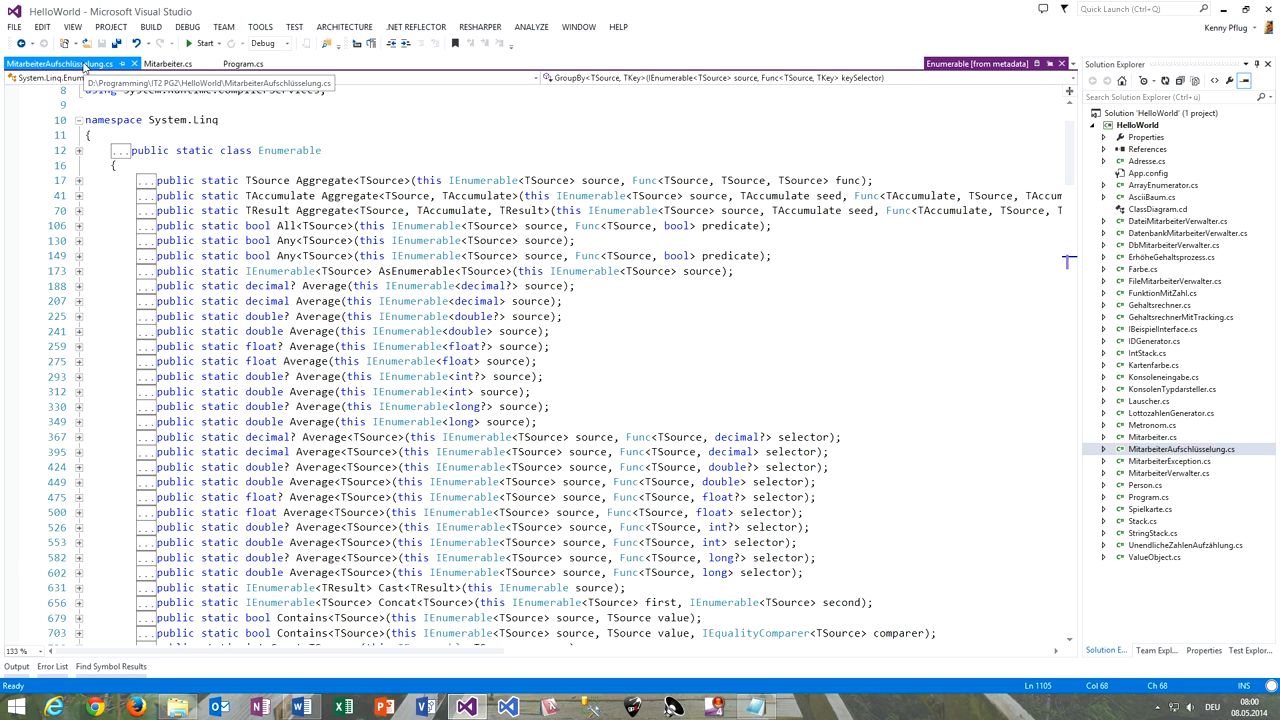 HelloWorld - Microsoft Visual Studio
Quick Launch (Ctrl+Q)
FILE EDIT VIEW PROJECT BUILD DEBUG TEAM TOOLS TEST ARCHITECTURE .NET REFLECTOR RESHARPER ANALYZE WINDOW HELP
Kenny Pflug
Start Debug
MitarbeiterAufschlüsselung.cs Mitarbeiter.cs Program.cs
Enumerable [from metadata]
System.Linq.Enum
GroupBy<TSource, TKey>(IEnumerable<TSource> source, Func<TSource, TKey> keySelector)
D:\Programming\IT2 PG2\HelloWorld\MitarbeiterAufschlüsselung.cs
8 using System.Runtime.CompilerServices;
9
10 namespace System.Linq
11 {
12 ...public static class Enumerable
16 {
17 ...public static TSource Aggregate<TSource>(this IEnumerable<TSource> source, Func<TSource, TSource, TSource> func);
41 ...public static TAccumulate Aggregate<TSource, TAccumulate>(this IEnumerable<TSource> source, TAccumulate seed, Func<TAccumulate, TSource, TAccum
70 ...public static TResult Aggregate<TSource, TAccumulate, TResult>(this IEnumerable<TSource> source, TAccumulate seed, Func<TAccumulate, TSource, T
106 ...public static bool All<TSource>(this IEnumerable<TSource> source, Func<TSource, bool> predicate);
130 ...public static bool Any<TSource>(this IEnumerable<TSource> source);
149 ...public static bool Any<TSource>(this IEnumerable<TSource> source, Func<TSource, bool> predicate);
173 ...public static IEnumerable<TSource> AsEnumerable<TSource>(this IEnumerable<TSource> source);
188 ...public static decimal? Average(this IEnumerable<decimal?> source);
207 ...public static decimal Average(this IEnumerable<decimal> source);
225 ...public static double? Average(this IEnumerable<double?> source);
241 ...public static double Average(this IEnumerable<double> source);
259 ...public static float? Average(this IEnumerable<float?> source);
275 ...public static float Average(this IEnumerable<float> source);
293 ...public static double? Average(this IEnumerable<int?> source);
312 ...public static double Average(this IEnumerable<int> source);
330 ...public static double? Average(this IEnumerable<long?> source);
349 ...public static double Average(this IEnumerable<long> source);
367 ...public static decimal? Average<TSource>(this IEnumerable<TSource> source, Func<TSource, decimal?> selector);
395 ...public static decimal Average<TSource>(this IEnumerable<TSource> source, Func<TSource, decimal> selector);
424 ...public static double? Average<TSource>(this IEnumerable<TSource> source, Func<TSource, double?> selector);
451 ...public static double Average<TSource>(this IEnumerable<TSource> source, Func<TSource, double> selector);
475 ...public static float? Average<TSource>(this IEnumerable<TSource> source, Func<TSource, float?> selector);
500 ...public static float Average<TSource>(this IEnumerable<TSource> source, Func<TSource, float> selector);
526 ...public static double? Average<TSource>(this IEnumerable<TSource> source, Func<TSource, int?> selector);
553 ...public static double Average<TSource>(this IEnumerable<TSource> source, Func<TSource, int> selector);
582 ...public static double? Average<TSource>(this IEnumerable<TSource> source, Func<TSource, long?> selector);
602 ...public static double Average<TSource>(this IEnumerable<TSource> source, Func<TSource, long> selector);
631 ...public static IEnumerable<TResult> Cast<TResult>(this IEnumerable source);
656 ...public static IEnumerable<TSource> Concat<TSource>(this IEnumerable<TSource> first, IEnumerable<TSource> second);
679 ...public static bool Contains<TSource>(this IEnumerable<TSource> source, TSource value);
703 ...public static bool Contains<TSource>(this IEnumerable<TSource> source, TSource value, IEqualityComparer<TSource> comparer);
133 %
Solution Explorer
Search Solution Explorer (Ctrl+ü)
Solution 'HelloWorld' (1 project)
HelloWorld
Properties
References
Adresse.cs
App.config
ArrayEnumerator.cs
AsciiBaum.cs
ClassDiagram.cd
DateiMitarbeiterVerwalter.cs
DatenbankMitarbeiterVerwalter.cs
DbMitarbeiterVerwalter.cs
ErhöheGehaltsprozess.cs
Farbe.cs
FileMitarbeiterVerwalter.cs
FunktionMitZahl.cs
Gehaltsrechner.cs
GehaltsrechnerMitTracking.cs
IBeispielInterface.cs
IDGenerator.cs
IntStack.cs
Kartenfarbe.cs
Konsoleneingabe.cs
KonsolenTypdarsteller.cs
Lauscher.cs
LottozahlenGenerator.cs
Metronom.cs
Mitarbeiter.cs
MitarbeiterAufschlüsselung.cs
MitarbeiterException.cs
MitarbeiterVerwalter.cs
Person.cs
Program.cs
Spielkarte.cs
Stack.cs
StringStack.cs
UnendlicheZahlenAufzählung.cs
ValueObject.cs
Solution E... Team Expl... Properties Test Explor...
Output Error List Find Symbol Results
Ready Ln 1105 Col 68 Ch 68 INS
DEU
08:00
08.05.2014